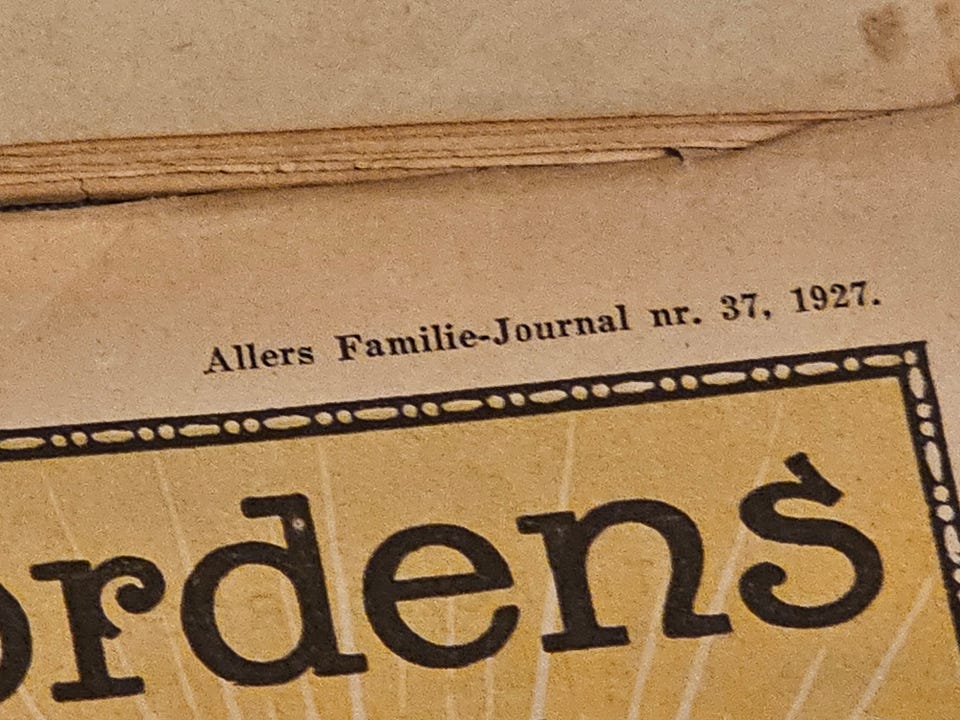 Allers Familie-Journal nr. 37, 1927.
ordens